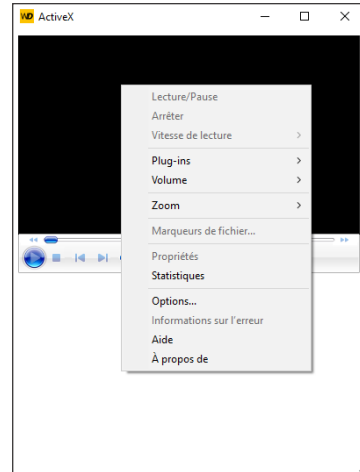 WD ActiveX
Lecture/Pause
Arrêter
Vitesse de lecture
Plug-ins
Volume
Zoom
Marqueurs de fichier...
Propriétés
Statistiques
Options...
Informations sur l'erreur
Aide
À propos de